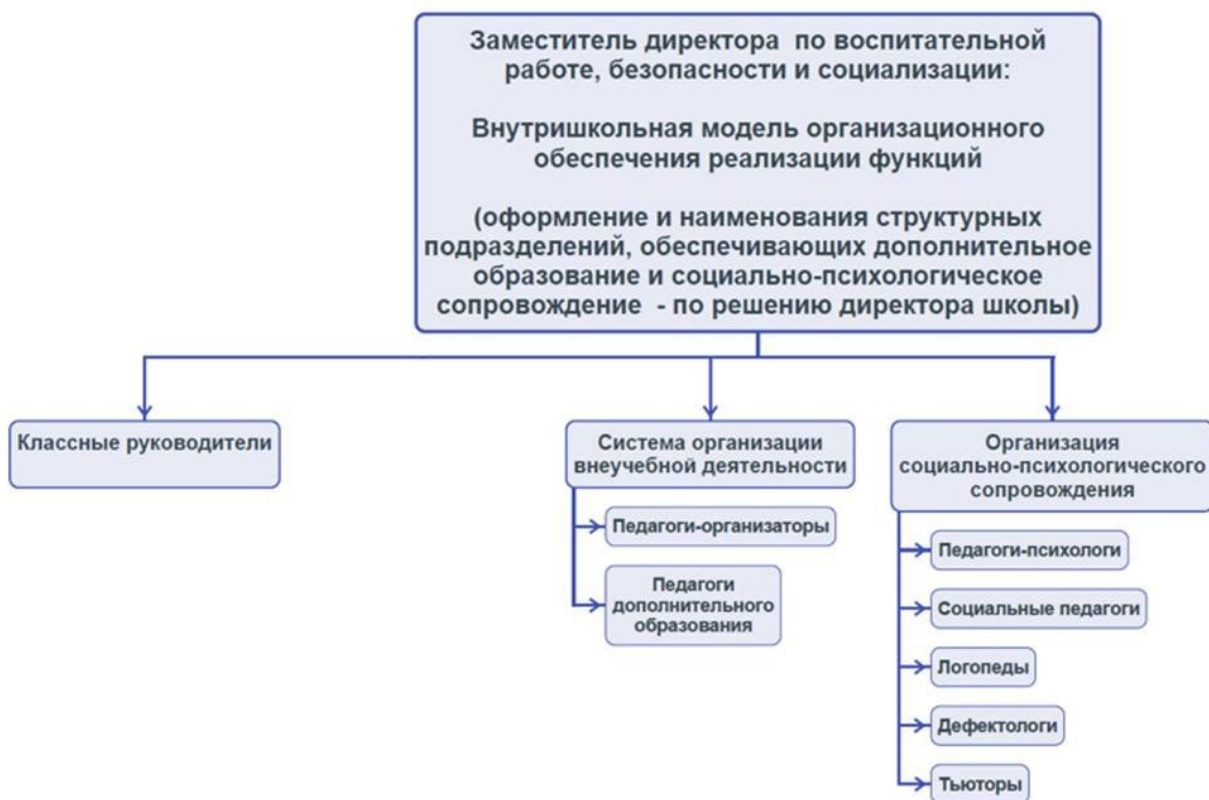 Заместитель директора по воспитательной
работе, безопасности и социализации:
Внутришкольная модель организационного
обеспечения реализации функций
(оформление и наименования структурных
подразделений, обеспечивающих дополнительное
образование и социально-психологическое
сопровождение - по решению директора школы)
Классные руководители
Система организации
внеучебной деятельности
Педагоги-организаторы
Педагоги
дополнительного
образования
Организация
социально-психологического
сопровождения
Педагоги-психологи
Социальные педагоги
Логопеды
Дефектологи
Тьюторы